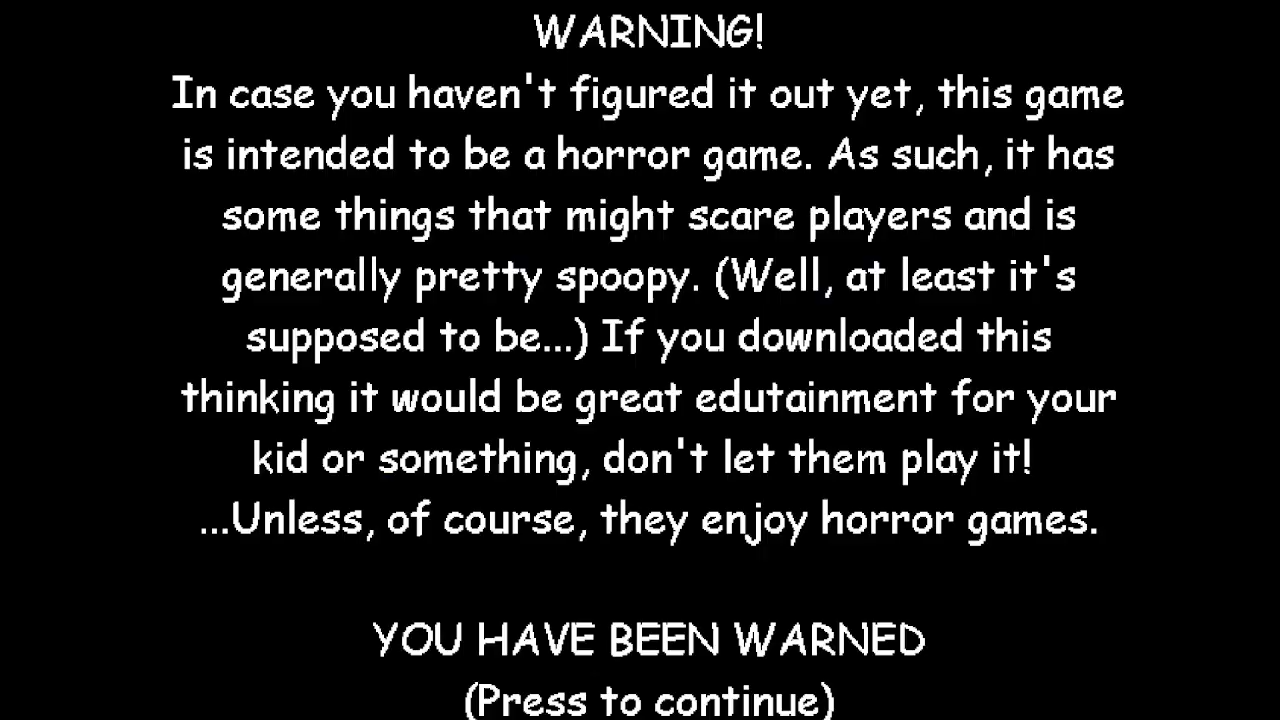 WARNING!
In case you haven't figured it out yet, this game
is intended to be a horror game. As such, it has
some things that might scare players and is
generally pretty spoopy. (Well, at least it's
supposed to be...) If you downloaded this
thinking it would be great edutainment for your
kid or something, don't let them play it!
...Unless, of course, they enjoy horror games.
YOU HAVE BEEN WARNED
(Press to continue)